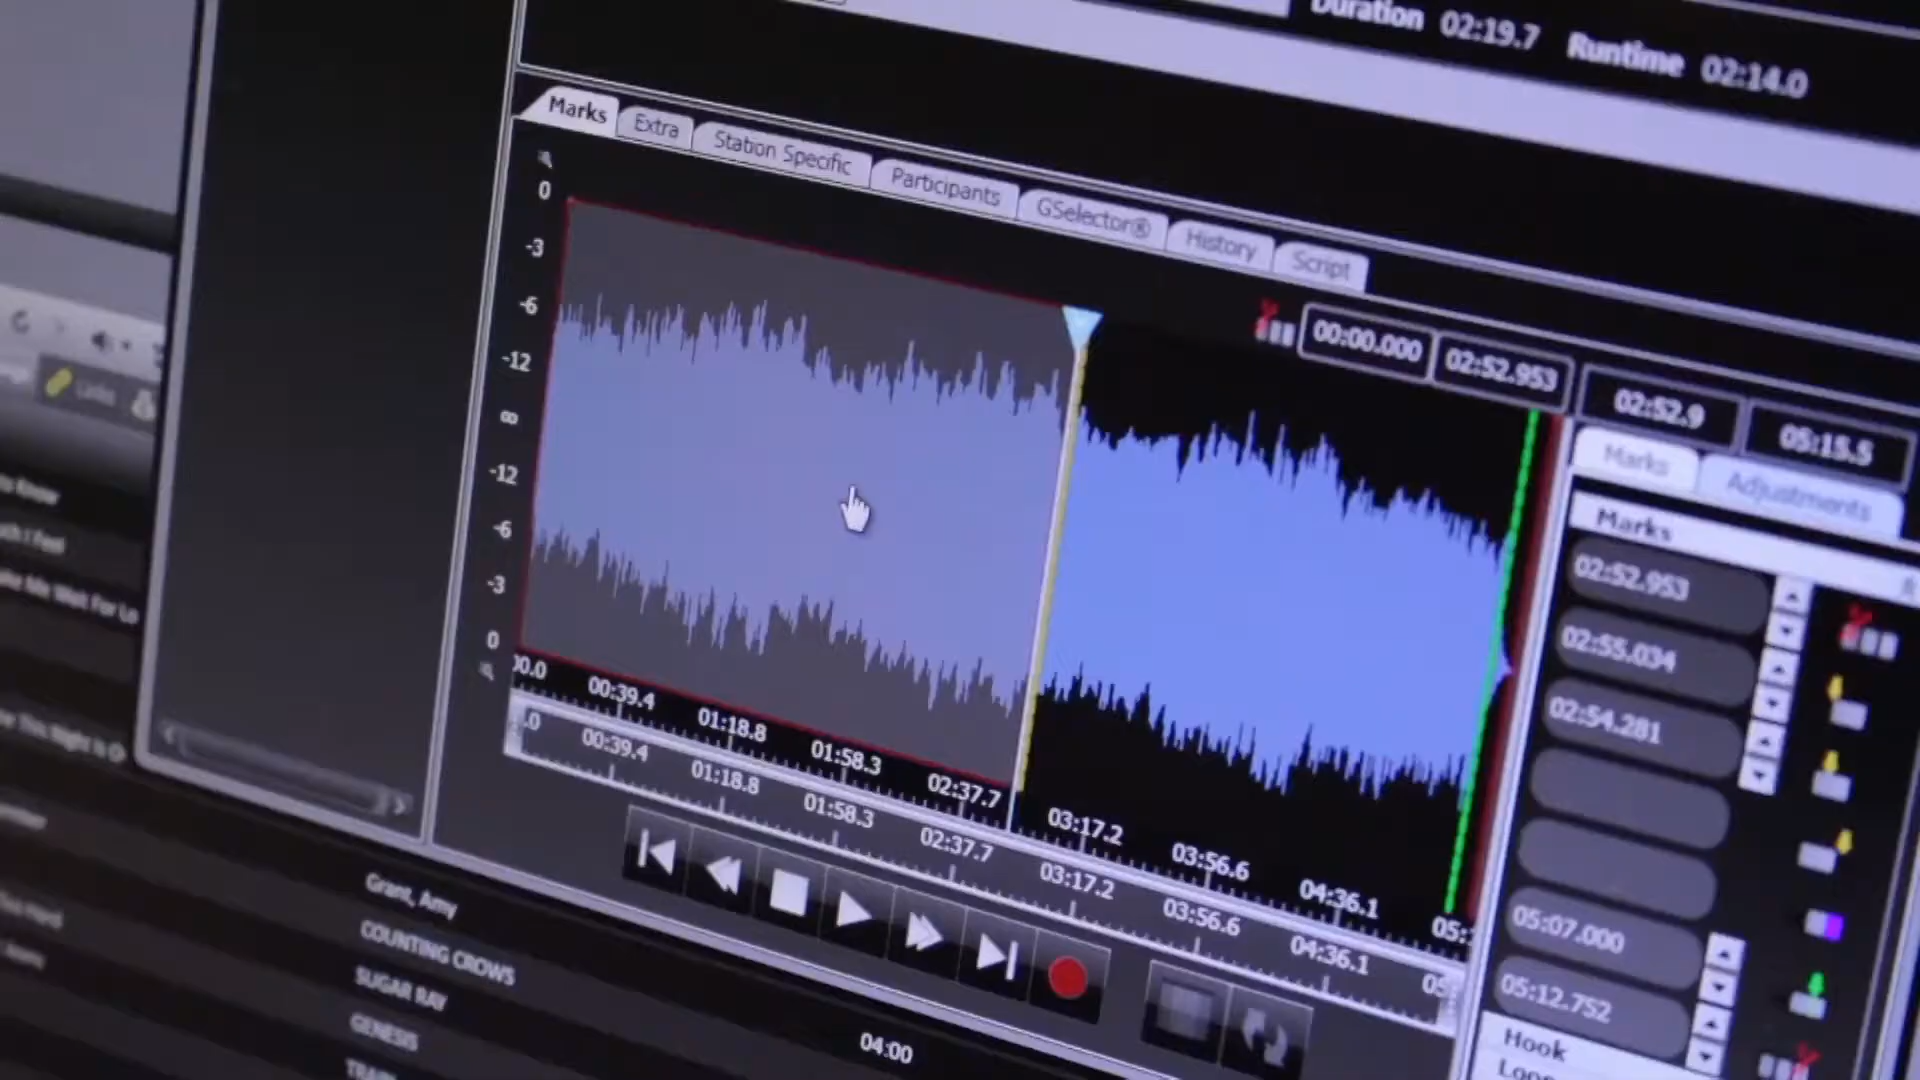 Duration 02:19.7 Runtime 02:14.0
Marks Extra Station Specific Participants GSelector® History Script
0
-3
-6
-12
∞
-12
-6
-3
0
00:00.000 02:52.953 02:52.9 05:15.5
Marks Adjustments
Marks
02:52.953
02:55.034
02:54.281
05:07.000
05:12.752
Hook
00.0 00:39.4 01:18.8 01:58.3 02:37.7 03:17.2 03:56.6 04:36.1
00:39.4 01:18.8 01:58.3 02:37.7 03:17.2 03:56.6 04:36.1
Links
Grant, Amy
COUNTING CROWS
SUGAR RAY
GENESIS
04:00